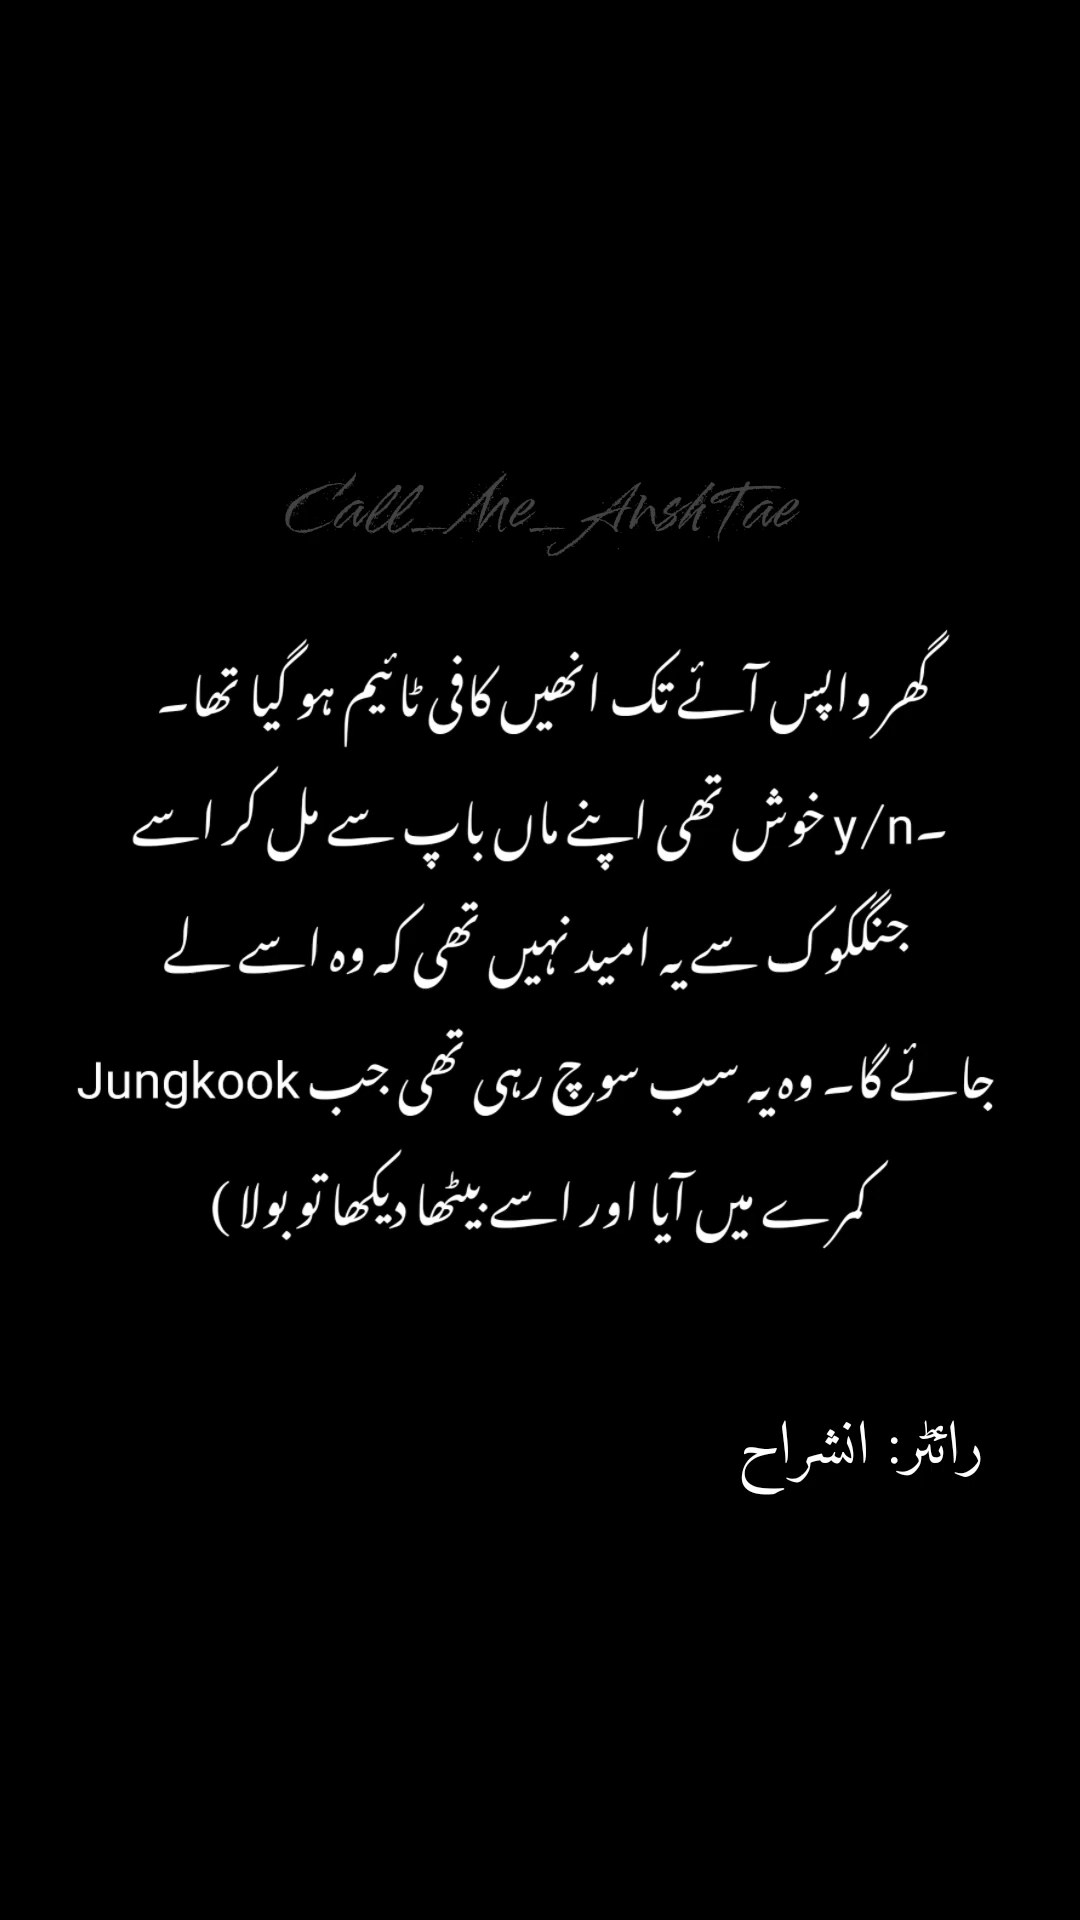 Call_Me_AnshTae
گھر واپس آئے تک انھیں کافی ٹائیم ہو گیا تھا۔
۔y/n خوش تھی اپنے ماں باپ سے مل کر اسے
جنگکوک سے یہ امید نہیں تھی کہ وہ اسے لے
جائے گا۔ وہ یہ سب سوچ رہی تھی جب Jungkook
کمرے میں آیا اور اسے بیٹھا دیکھا تو بولا )
رائٹر: انشراح